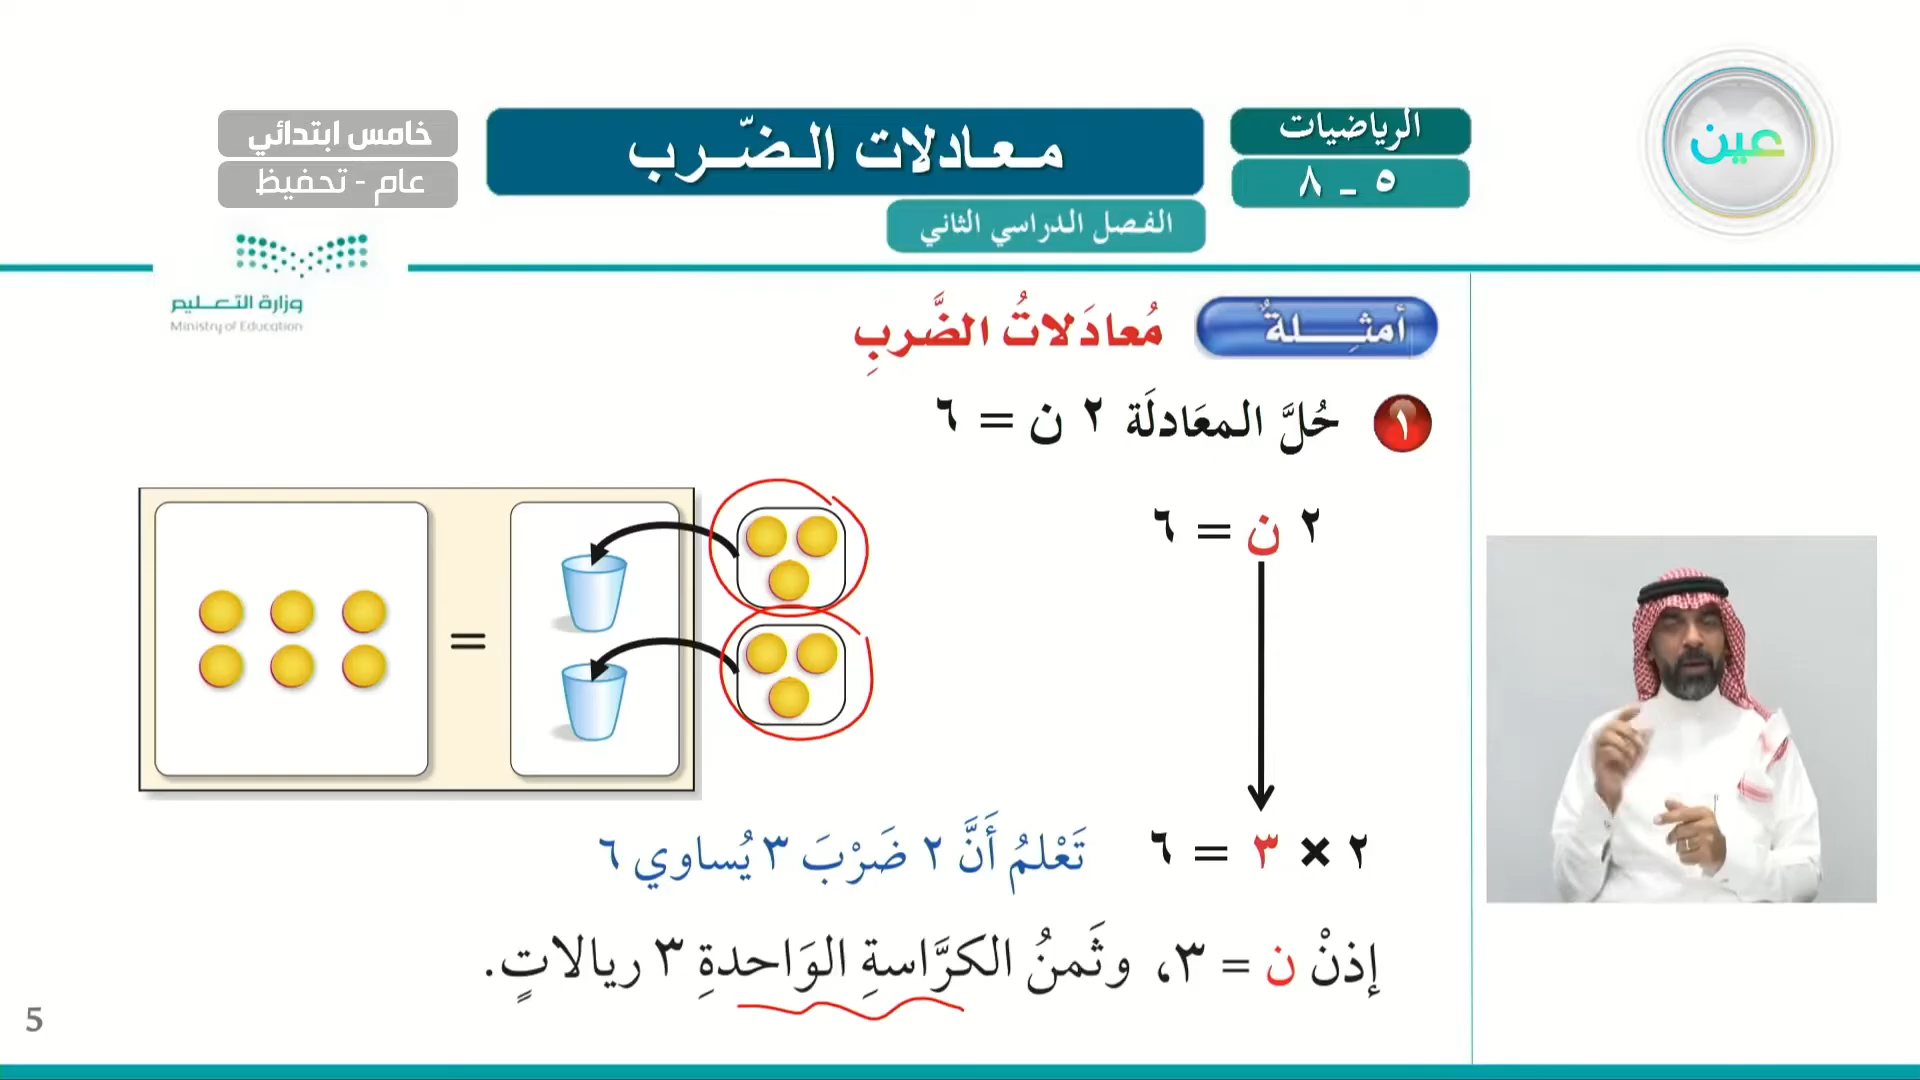 عين
الرياضيات
٥ - ٨
معادلات الضّرب
الفصل الدراسي الثاني
خامس ابتدائي
عام - تحفيظ
وزارة التعليم
Ministry of Education
أمثِلةٌ مُعادَلاتُ الضَّربِ
١ حُلَّ المعَادلَة ٢ ن = ٦
٢ ن = ٦
=
٢ × ٣ = ٦ تَعْلمُ أَنَّ ٢ ضَرْبَ ٣ يُساوي ٦
إذنْ ن = ٣، وثَمنُ الكرَّاسةِ الوَاحدةِ ٣ ريالاتٍ.
5